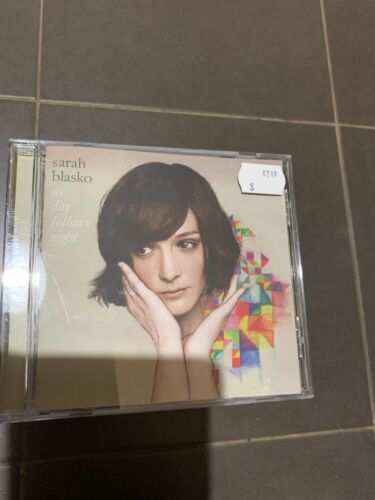 sarah
blasko
as
day
follows
night
$